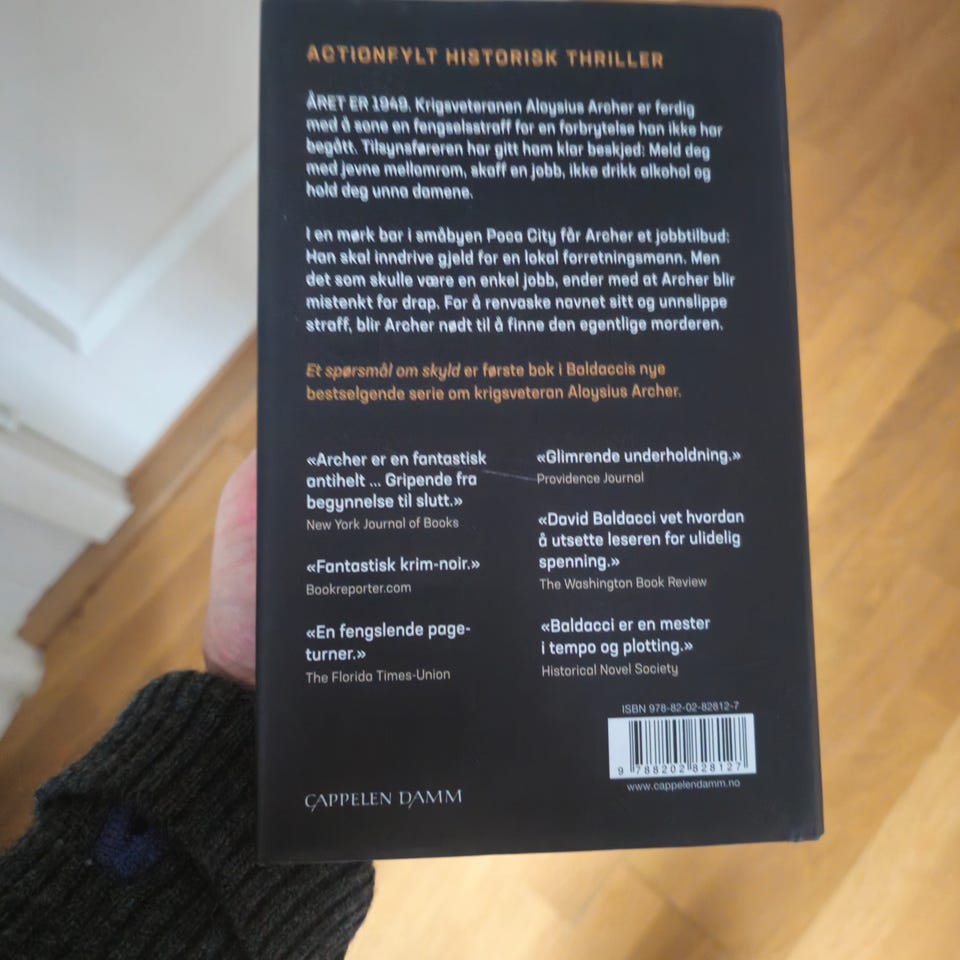 ACTIONFYLT HISTORISK THRILLER
ÅRET ER 1949. Krigsveteranen Aloysius Archer er ferdig
med å sone en fengselsstraff for en forbrytelse han ikke har
begått. Tilsynsføreren har gitt ham klar beskjed: Meld deg
med jevne mellomrom, skaff en jobb, ikke drikk alkohol og
hold deg unna damene.
I en mørk bar i småbyen Poca City får Archer et jobbtilbud:
Han skal inndrive gjeld for en lokal forretningsmann. Men
det som skulle være en enkel jobb, ender med at Archer blir
mistenkt for drap. For å renvaske navnet sitt og unnslippe
straff, blir Archer nødt til å finne den egentlige morderen.
Et spørsmål om skyld er første bok i Baldaccis nye
bestselgende serie om krigsveteran Aloysius Archer.
«Archer er en fantastisk
antihelt ... Gripende fra
begynnelse til slutt.»
New York Journal of Books
«Fantastisk krim-noir.»
Bookreporter.com
«En fengslende page-
turner.»
The Florida Times-Union
«Glimrende underholdning.»
Providence Journal
«David Baldacci vet hvordan
å utsette leseren for ulidelig
spenning.»
The Washington Book Review
«Baldacci er en mester
i tempo og plotting.»
Historical Novel Society
ISBN 978-82-02-82812-7
9 788202 828127
www.cappelendamm.no
CAPPELEN DAMM